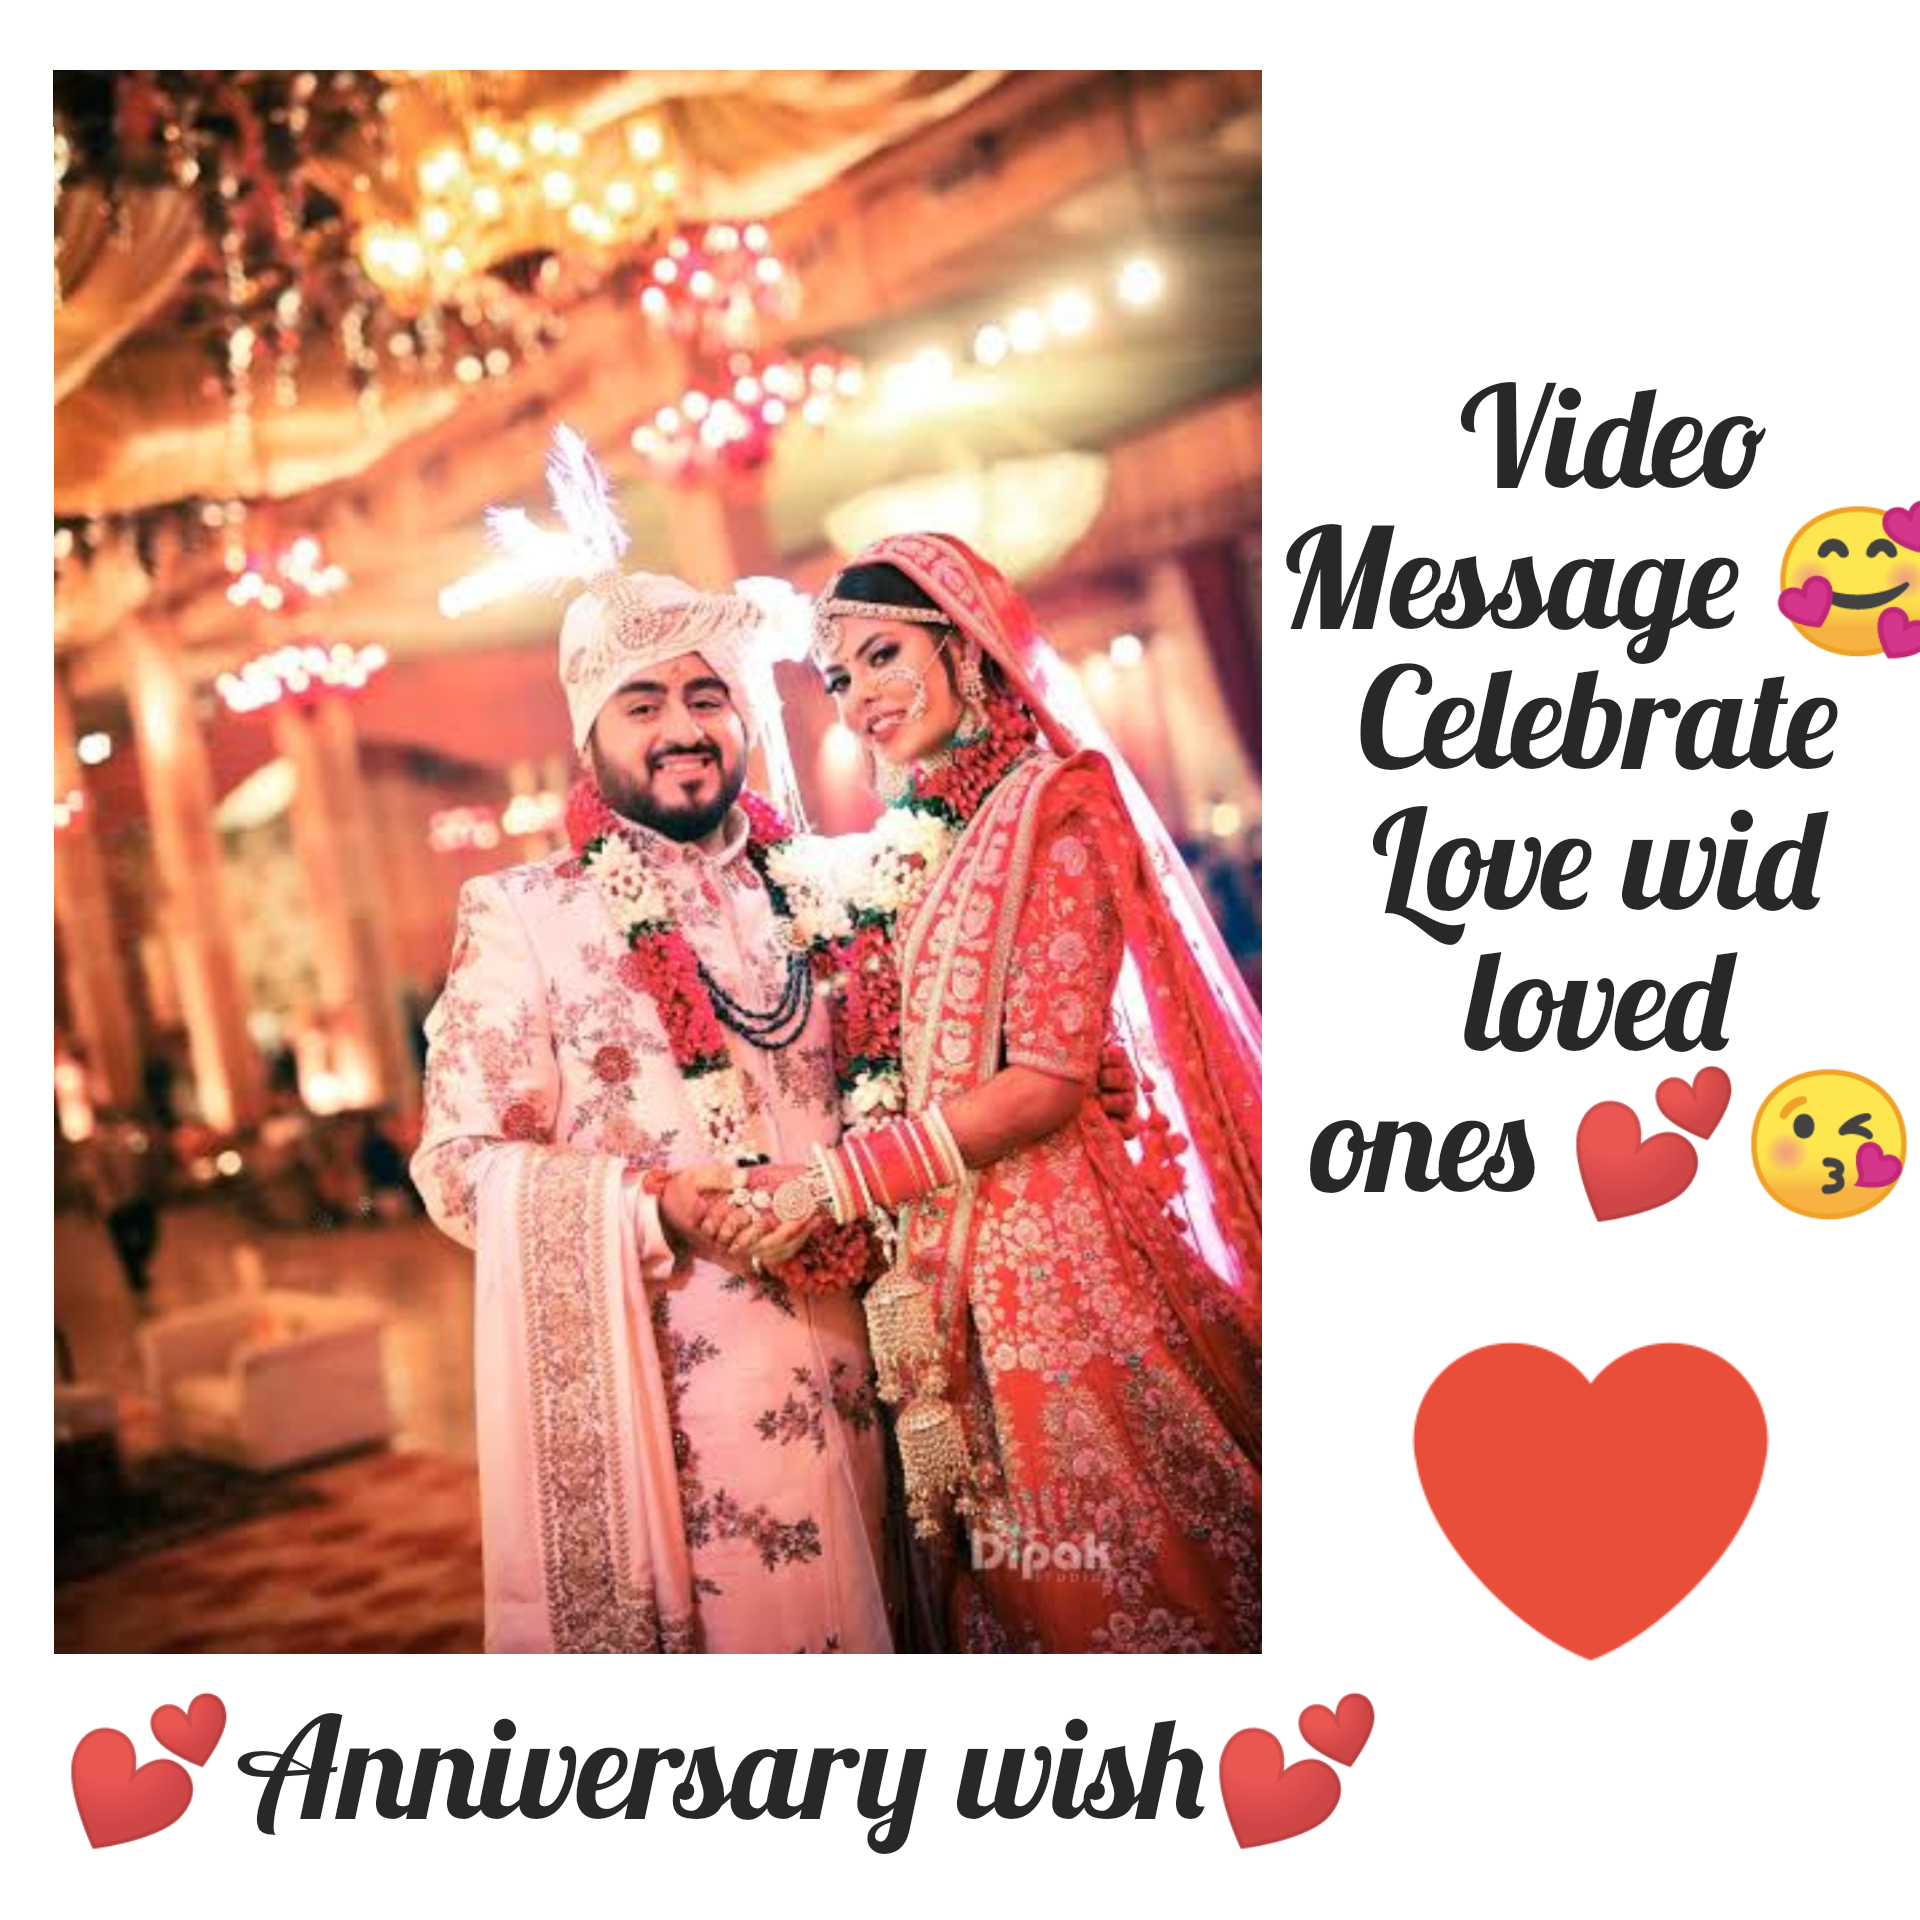 Video
Message 🥰
Celebrate
Love wid
loved
ones 💕😘
Dipak
💕Anniversary wish💕